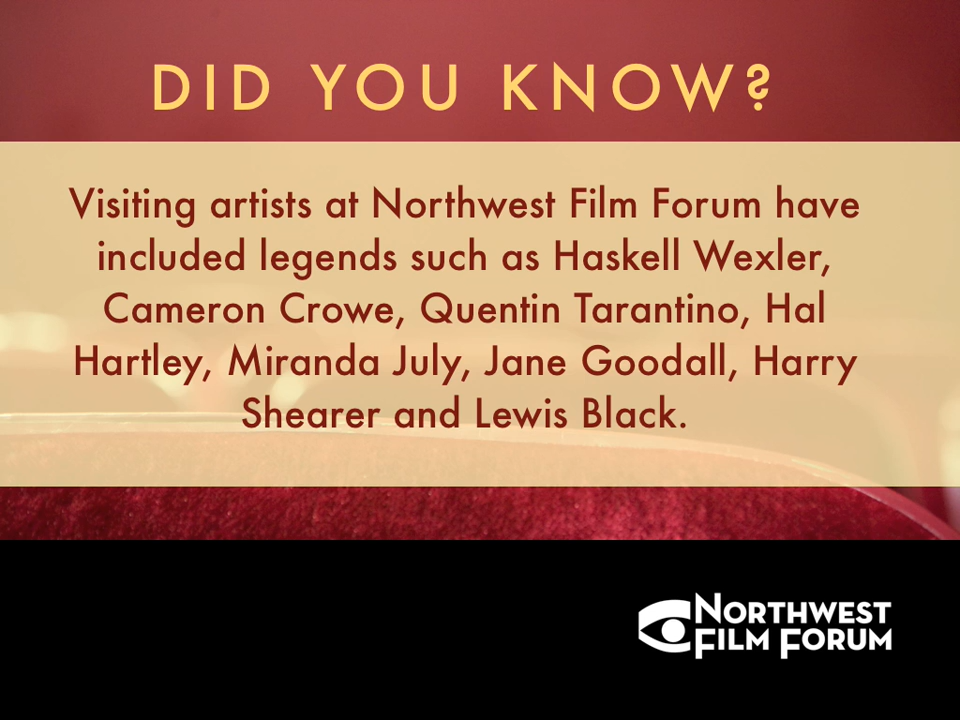 DID YOU KNOW?
Visiting artists at Northwest Film Forum have
included legends such as Haskell Wexler,
Cameron Crowe, Quentin Tarantino, Hal
Hartley, Miranda July, Jane Goodall, Harry
Shearer and Lewis Black.
NORTHWEST
FILM FORUM